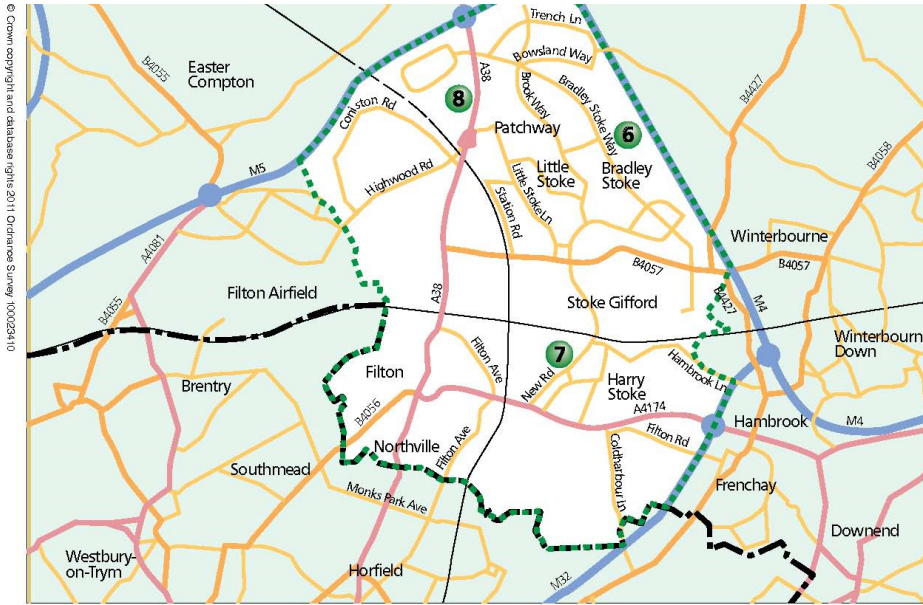 © Crown copyright and database rights 2011 Ordnance Survey 100023410
Trench Ln
B4055
Easter
Compton
A38
Bowsland Way
Bradley Stoke Way
Brook Way
B4427
8
Coniston Rd
6
Patchway
B4058
M5
Highwood Rd
Little
Stoke
Bradley
Stoke
Little Stoke Ln
Station Rd
A4081
Winterbourne
B4057
B4057
Filton Airfield
A38
Stoke Gifford
B4427
M4
B4055
Winterbourn
Down
7
Filton Ave
Hambrook Ln
Filton
Brentry
New Rd
Harry
Stoke
B4056
A4174
Hambrook
M4
Northville
Filton Ave
Filton Rd
Coldharbour Ln
Southmead
Monks Park Ave
Frenchay
Downend
Westbury-
on-Trym
Horfield
M32